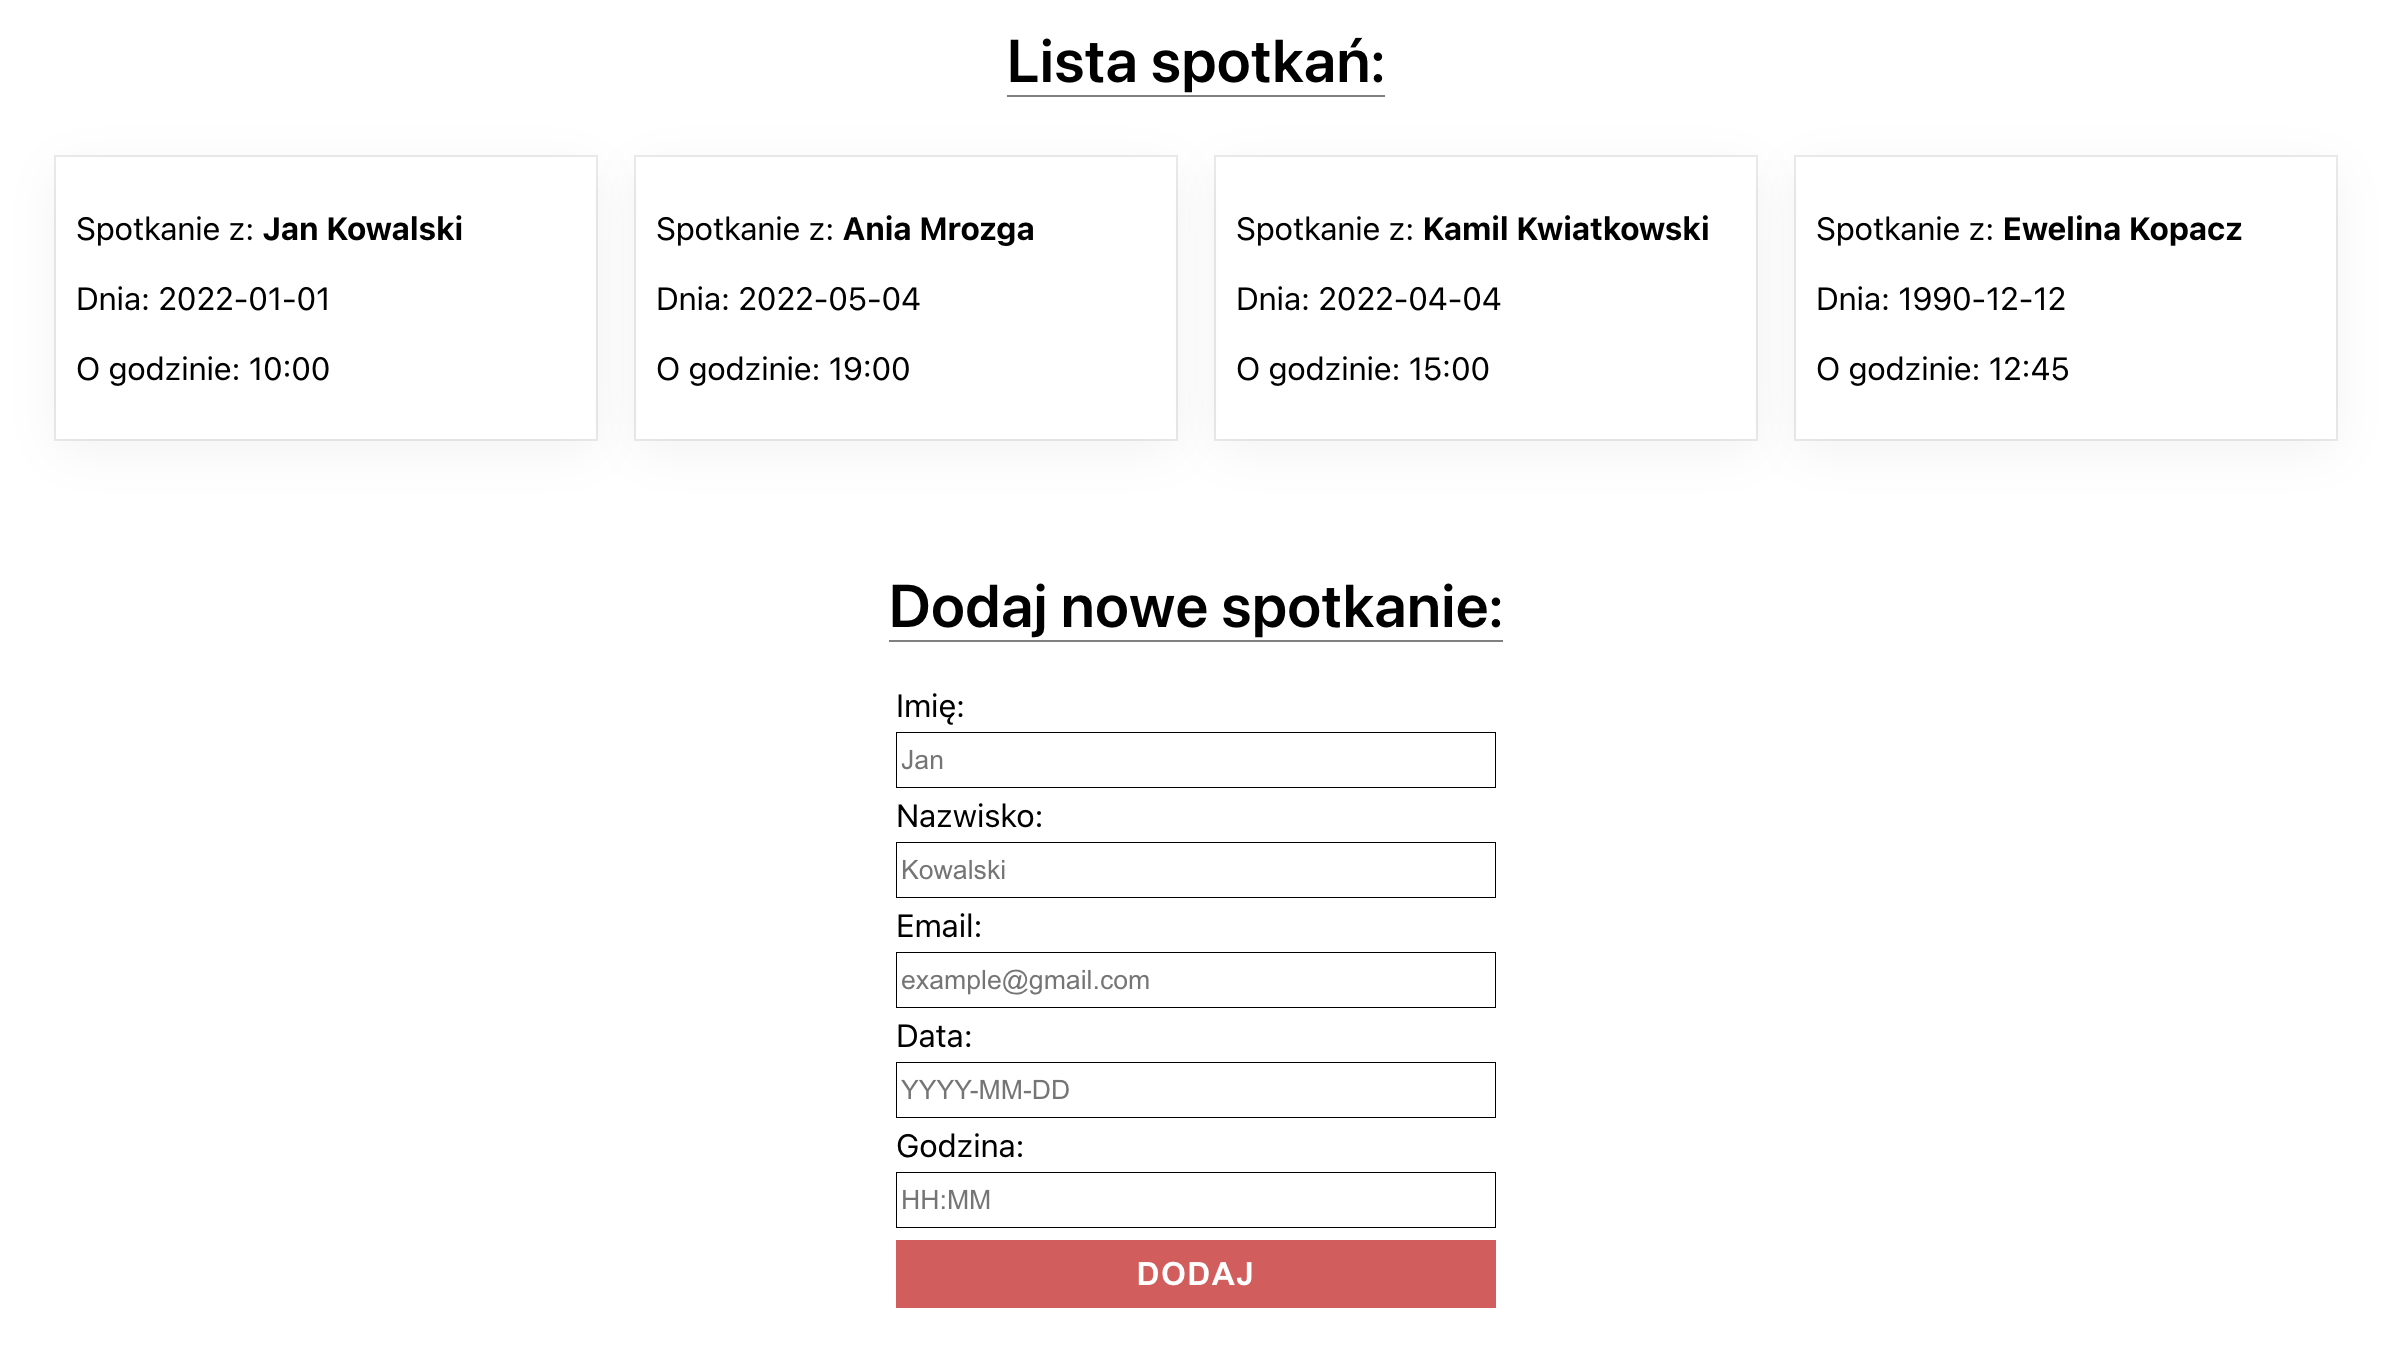 Lista spotkań:
Spotkanie z: Jan Kowalski
Dnia: 2022-01-01
O godzinie: 10:00
Spotkanie z: Ania Mrozga
Dnia: 2022-05-04
O godzinie: 19:00
Spotkanie z: Kamil Kwiatkowski
Dnia: 2022-04-04
O godzinie: 15:00
Spotkanie z: Ewelina Kopacz
Dnia: 1990-12-12
O godzinie: 12:45
Dodaj nowe spotkanie:
Imię:
Jan
Nazwisko:
Kowalski
Email:
example@gmail.com
Data:
YYYY-MM-DD
Godzina:
HH:MM
DODAJ